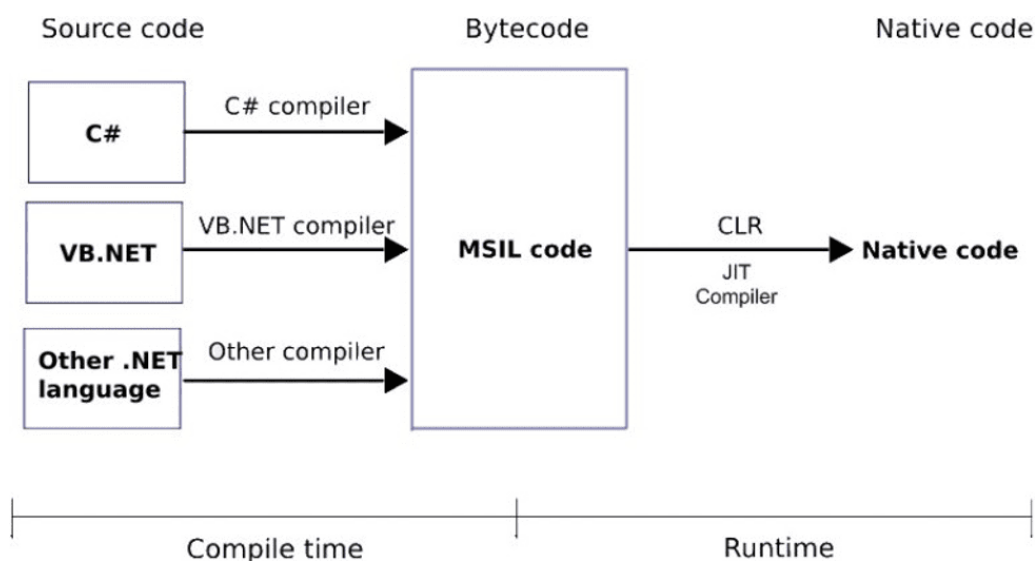 Source code
Bytecode
Native code
C#
C# compiler
VB.NET
VB.NET compiler
MSIL code
CLR
JIT
Compiler
Native code
Other .NET
language
Other compiler
Compile time
Runtime